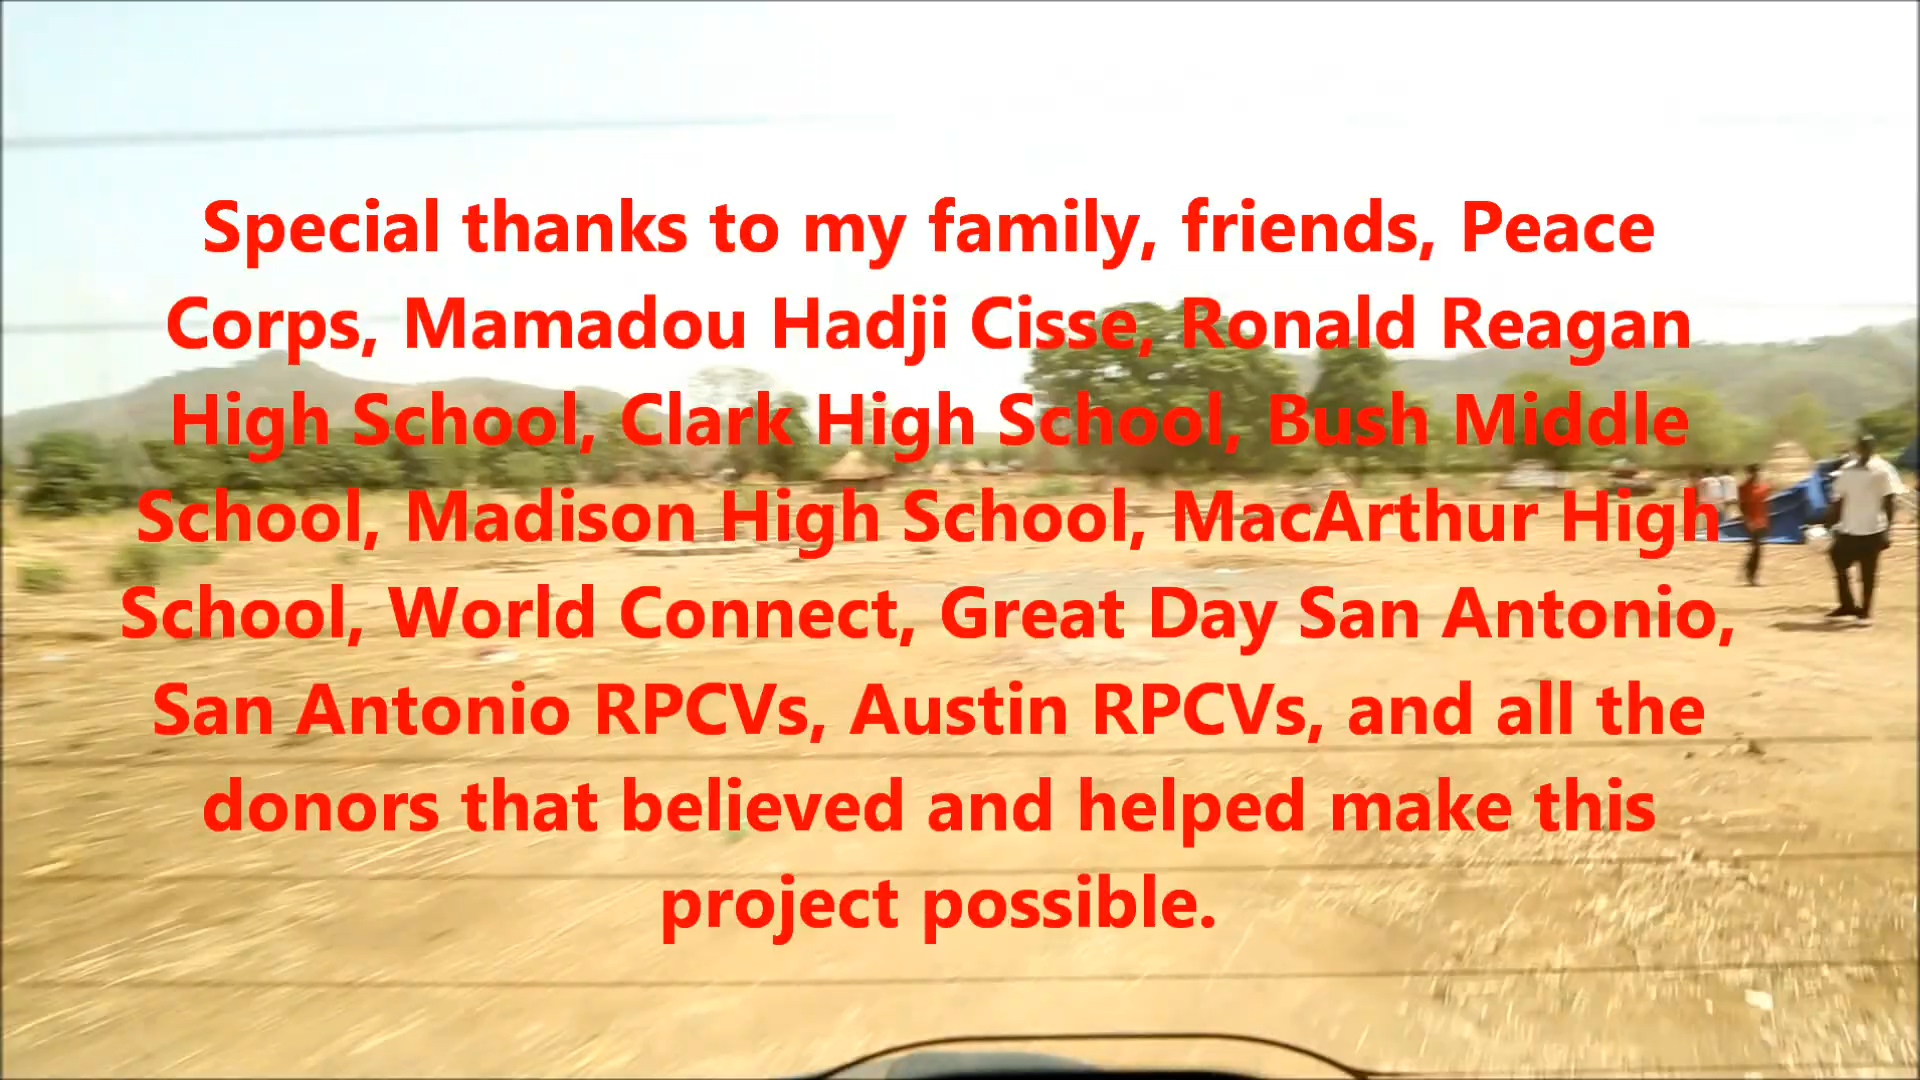 Special thanks to my family, friends, Peace
Corps, Mamadou Hadji Cisse, Ronald Reagan
High School, Clark High School, Bush Middle
School, Madison High School, MacArthur High
School, World Connect, Great Day San Antonio,
San Antonio RPCVs, Austin RPCVs, and all the
donors that believed and helped make this
project possible.